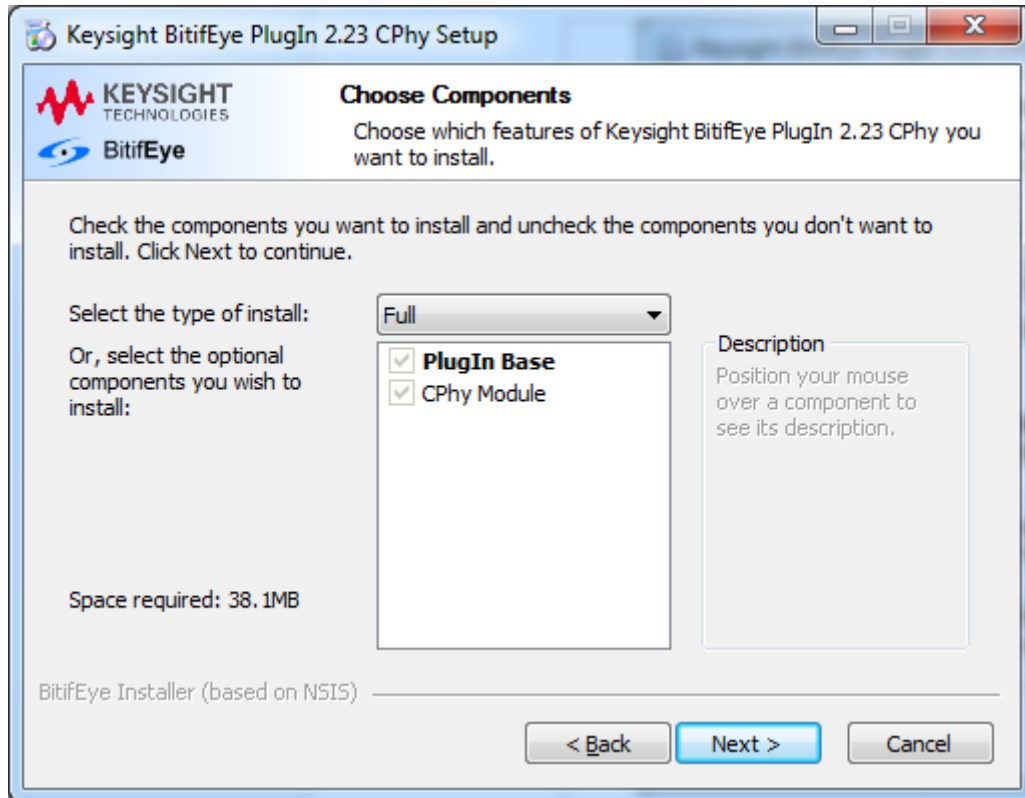 Keysight BitifEye PlugIn 2.23 CPhy Setup
KEYSIGHT
TECHNOLOGIES
BitifEye
Choose Components
Choose which features of Keysight BitifEye PlugIn 2.23 CPhy you
want to install.
Check the components you want to install and uncheck the components you don't want to
install. Click Next to continue.
Select the type of install:
Full
Or, select the optional
components you wish to
install:
PlugIn Base
CPhy Module
Description
Position your mouse
over a component to
see its description.
Space required: 38.1MB
BitifEye Installer (based on NSIS)
< Back
Next >
Cancel